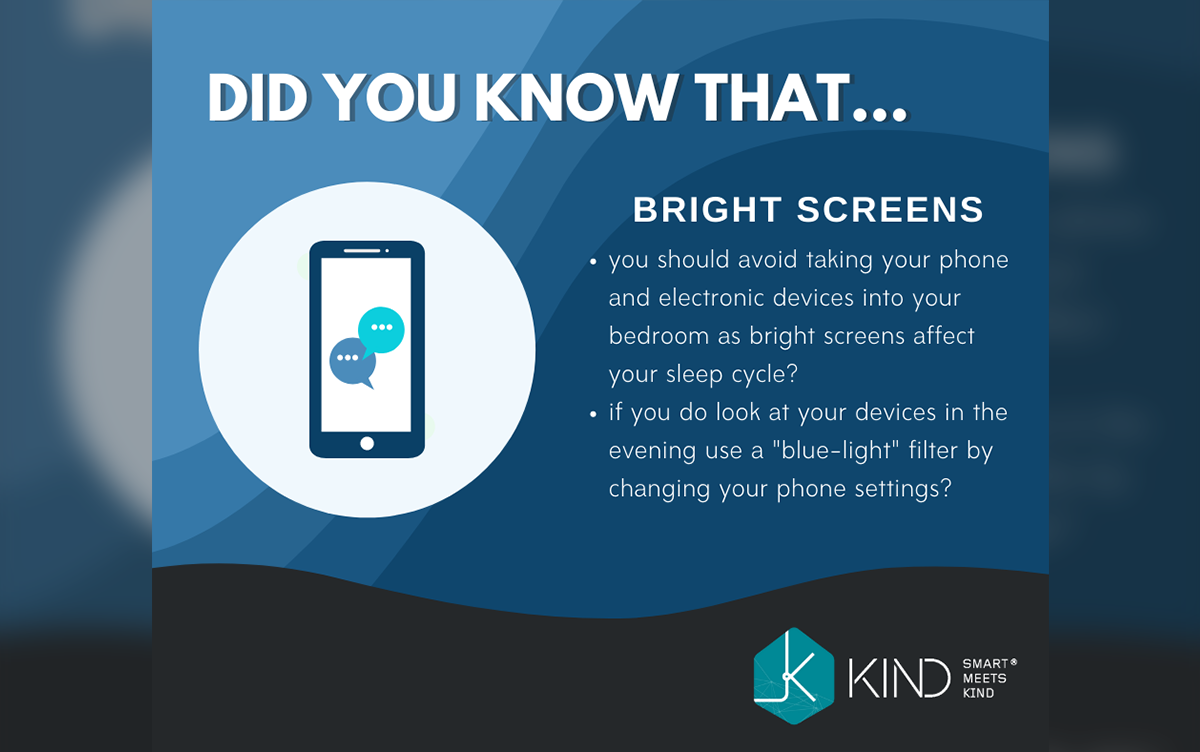 DID YOU KNOW THAT...
BRIGHT SCREENS
• you should avoid taking your phone
and electronic devices into your
bedroom as bright screens affect
your sleep cycle?
• if you do look at your devices in the
evening use a "blue-light" filter by
changing your phone settings?
KIND
SMART®
MEETS
KIND